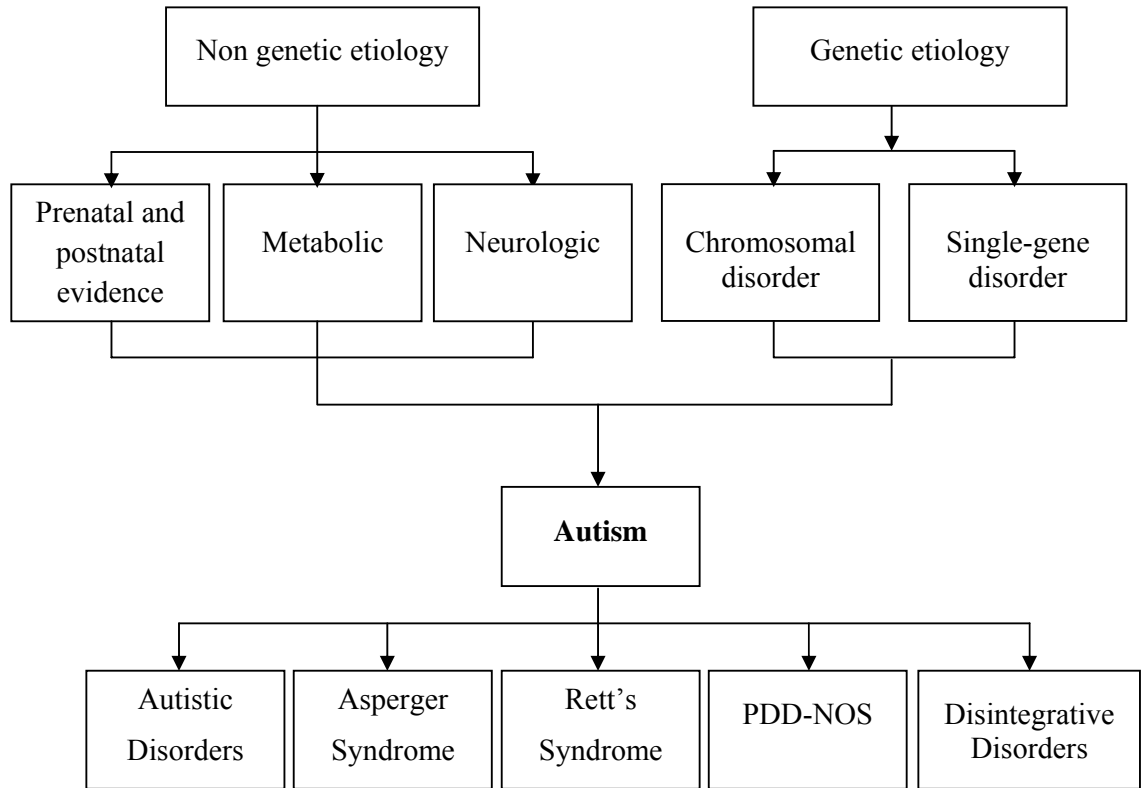 Non genetic etiology
Genetic etiology
Prenatal and
postnatal
evidence
Metabolic
Neurologic
Chromosomal
disorder
Single-gene
disorder
Autism
Autistic
Disorders
Asperger
Syndrome
Rett’s
Syndrome
PDD-NOS
Disintegrative
Disorders